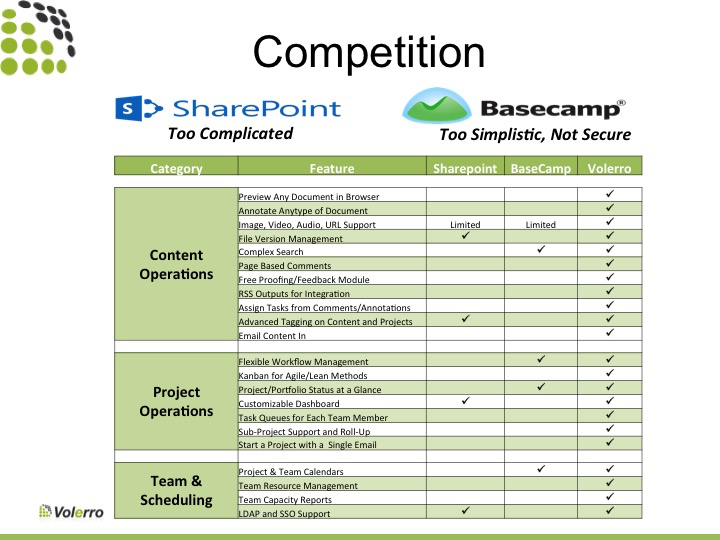 Competition
SharePoint
Basecamp®
Too Complicated
Too Simplistic, Not Secure
Category Feature Sharepoint BaseCamp Volerro
Preview Any Document in Browser ✓
Annotate Anytype of Document ✓
Image, Video, Audio, URL Support Limited Limited ✓
File Version Management ✓ ✓
Complex Search ✓ ✓
Content
Operations
Page Based Comments ✓
Free Proofing/Feedback Module ✓
RSS Outputs for Integration ✓
Assign Tasks from Comments/Annotations ✓
Advanced Tagging on Content and Projects ✓ ✓
Email Content In ✓
Flexible Workflow Management ✓ ✓
Kanban for Agile/Lean Methods ✓
Project/Portfolio Status at a Glance ✓ ✓
Project
Operations
Customizable Dashboard ✓ ✓
Task Queues for Each Team Member ✓
Sub-Project Support and Roll-Up ✓
Start a Project with a  Single Email ✓
Project & Team Calendars ✓ ✓
Team &
Scheduling
Team Resource Management ✓
Team Capacity Reports ✓
LDAP and SSO Support ✓ ✓
Volerro